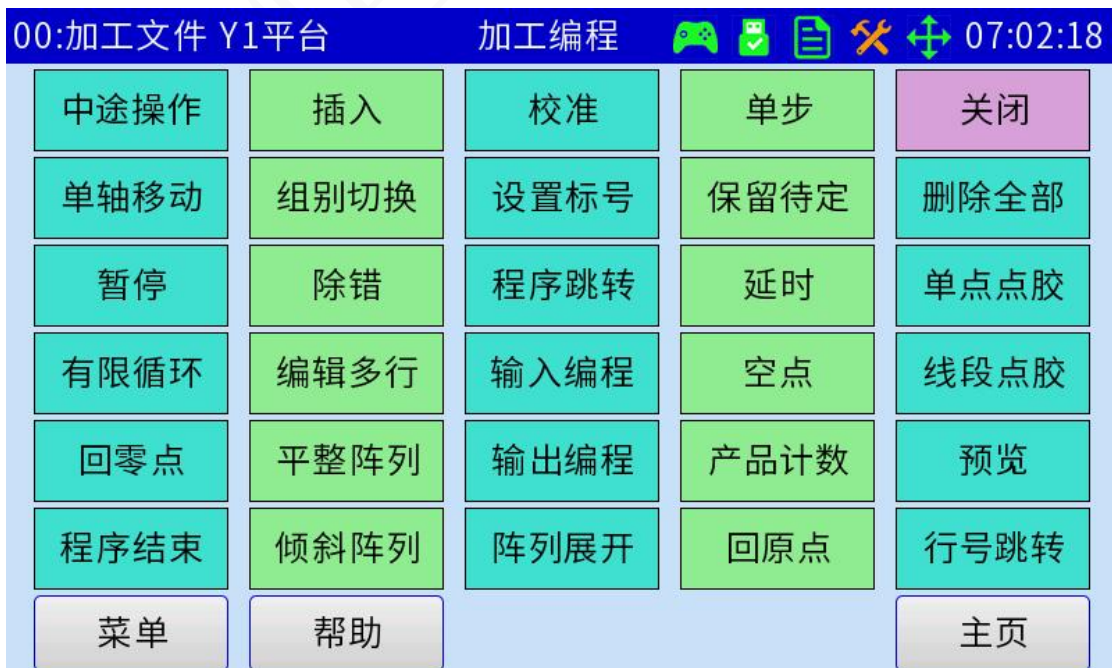 00:加工文件 Y1平台 加工编程 07:02:18
中途操作 插入 校准 单步 关闭
单轴移动 组别切换 设置标号 保留待定 删除全部
暂停 除错 程序跳转 延时 单点点胶
有限循环 编辑多行 输入编程 空点 线段点胶
回零点 平整阵列 输出编程 产品计数 预览
程序结束 倾斜阵列 阵列展开 回原点 行号跳转
菜单 帮助 主页